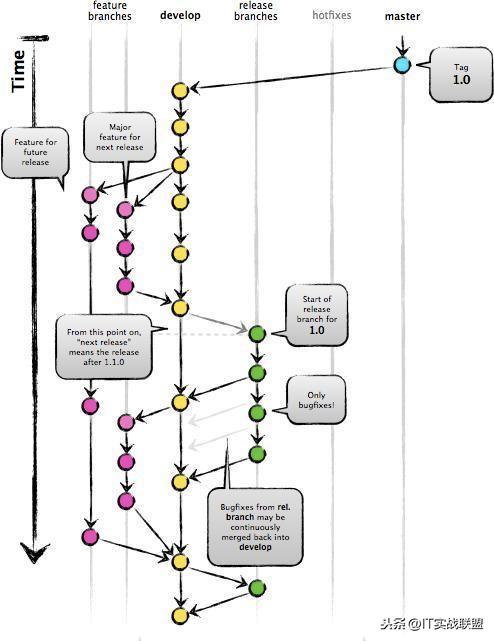 feature
branches
develop
release
branches
hotfixes
master
Time
Tag
1.0
Major
feature for
next release
Feature for
future
release
Start of
release
branch for
1.0
From this point on,
“next release”
means the release
after 1.1.0
Only
bugfixes!
Bugfixes from rel.
branch may be
continuously
merged back into
develop
头条 @IT实战联盟